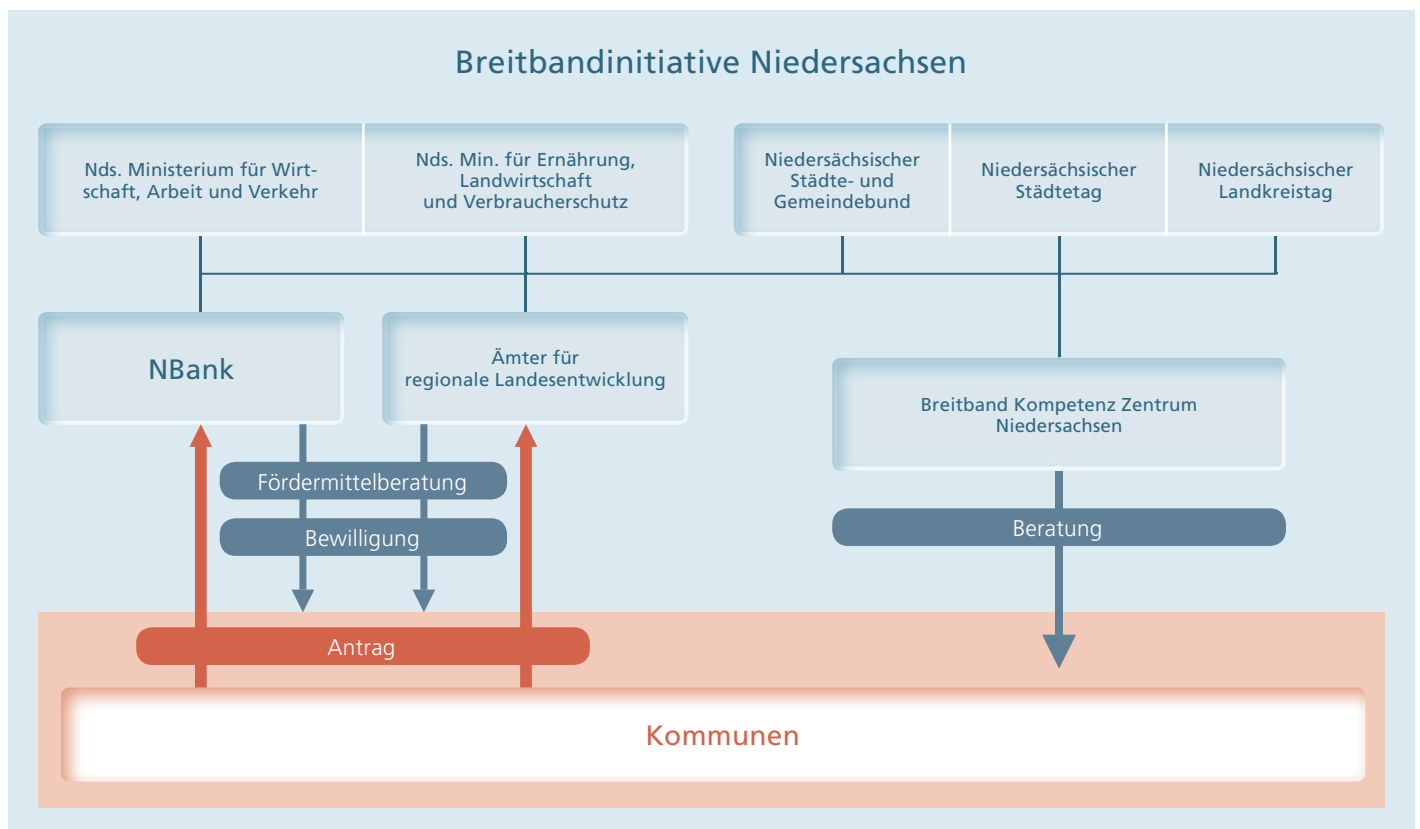 Breitbandinitiative Niedersachsen
Nds. Ministerium für Wirt-
schaft, Arbeit und Verkehr
Nds. Min. für Ernährung,
Landwirtschaft
und Verbraucherschutz
Niedersächsischer
Städte- und
Gemeindebund
Niedersächsischer
Städtetag
Niedersächsischer
Landkreistag
NBank
Ämter für
regionale Landesentwicklung
Breitband Kompetenz Zentrum
Niedersachsen
Fördermittelberatung
Bewilligung
Beratung
Antrag
Kommunen